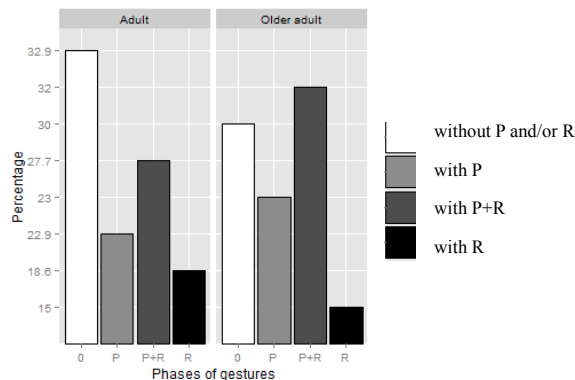 Adult Older adult
32.9
32
30
27.7
23
22.9
18.6
15
Percentage
0 P P+R R 0 P P+R R
Phases of gestures
without P and/or R
with P
with P+R
with R